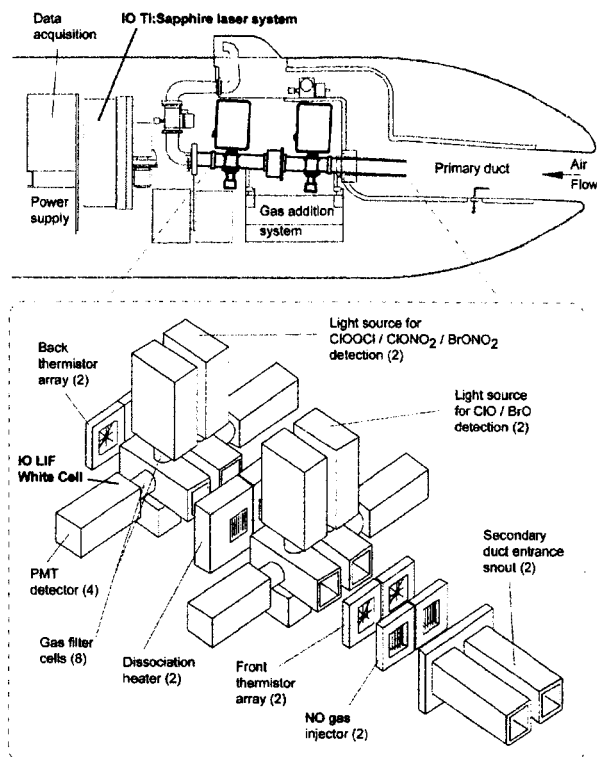 Data
acquisition
IO TI:Sapphire laser system
Primary duct
Air
Flow
Power
supply
Gas addition
system
Light source for
ClOOCl / ClONO2 / BrONO2
detection (2)
Back
thermistor
array (2)
Light source
for ClO / BrO
detection (2)
IO LIF
White Cell
PMT
detector (4)
Gas filter
cells (8)
Dissociation
heater (2)
Front
thermistor
array (2)
NO gas
injector (2)
Secondary
duct entrance
snout (2)